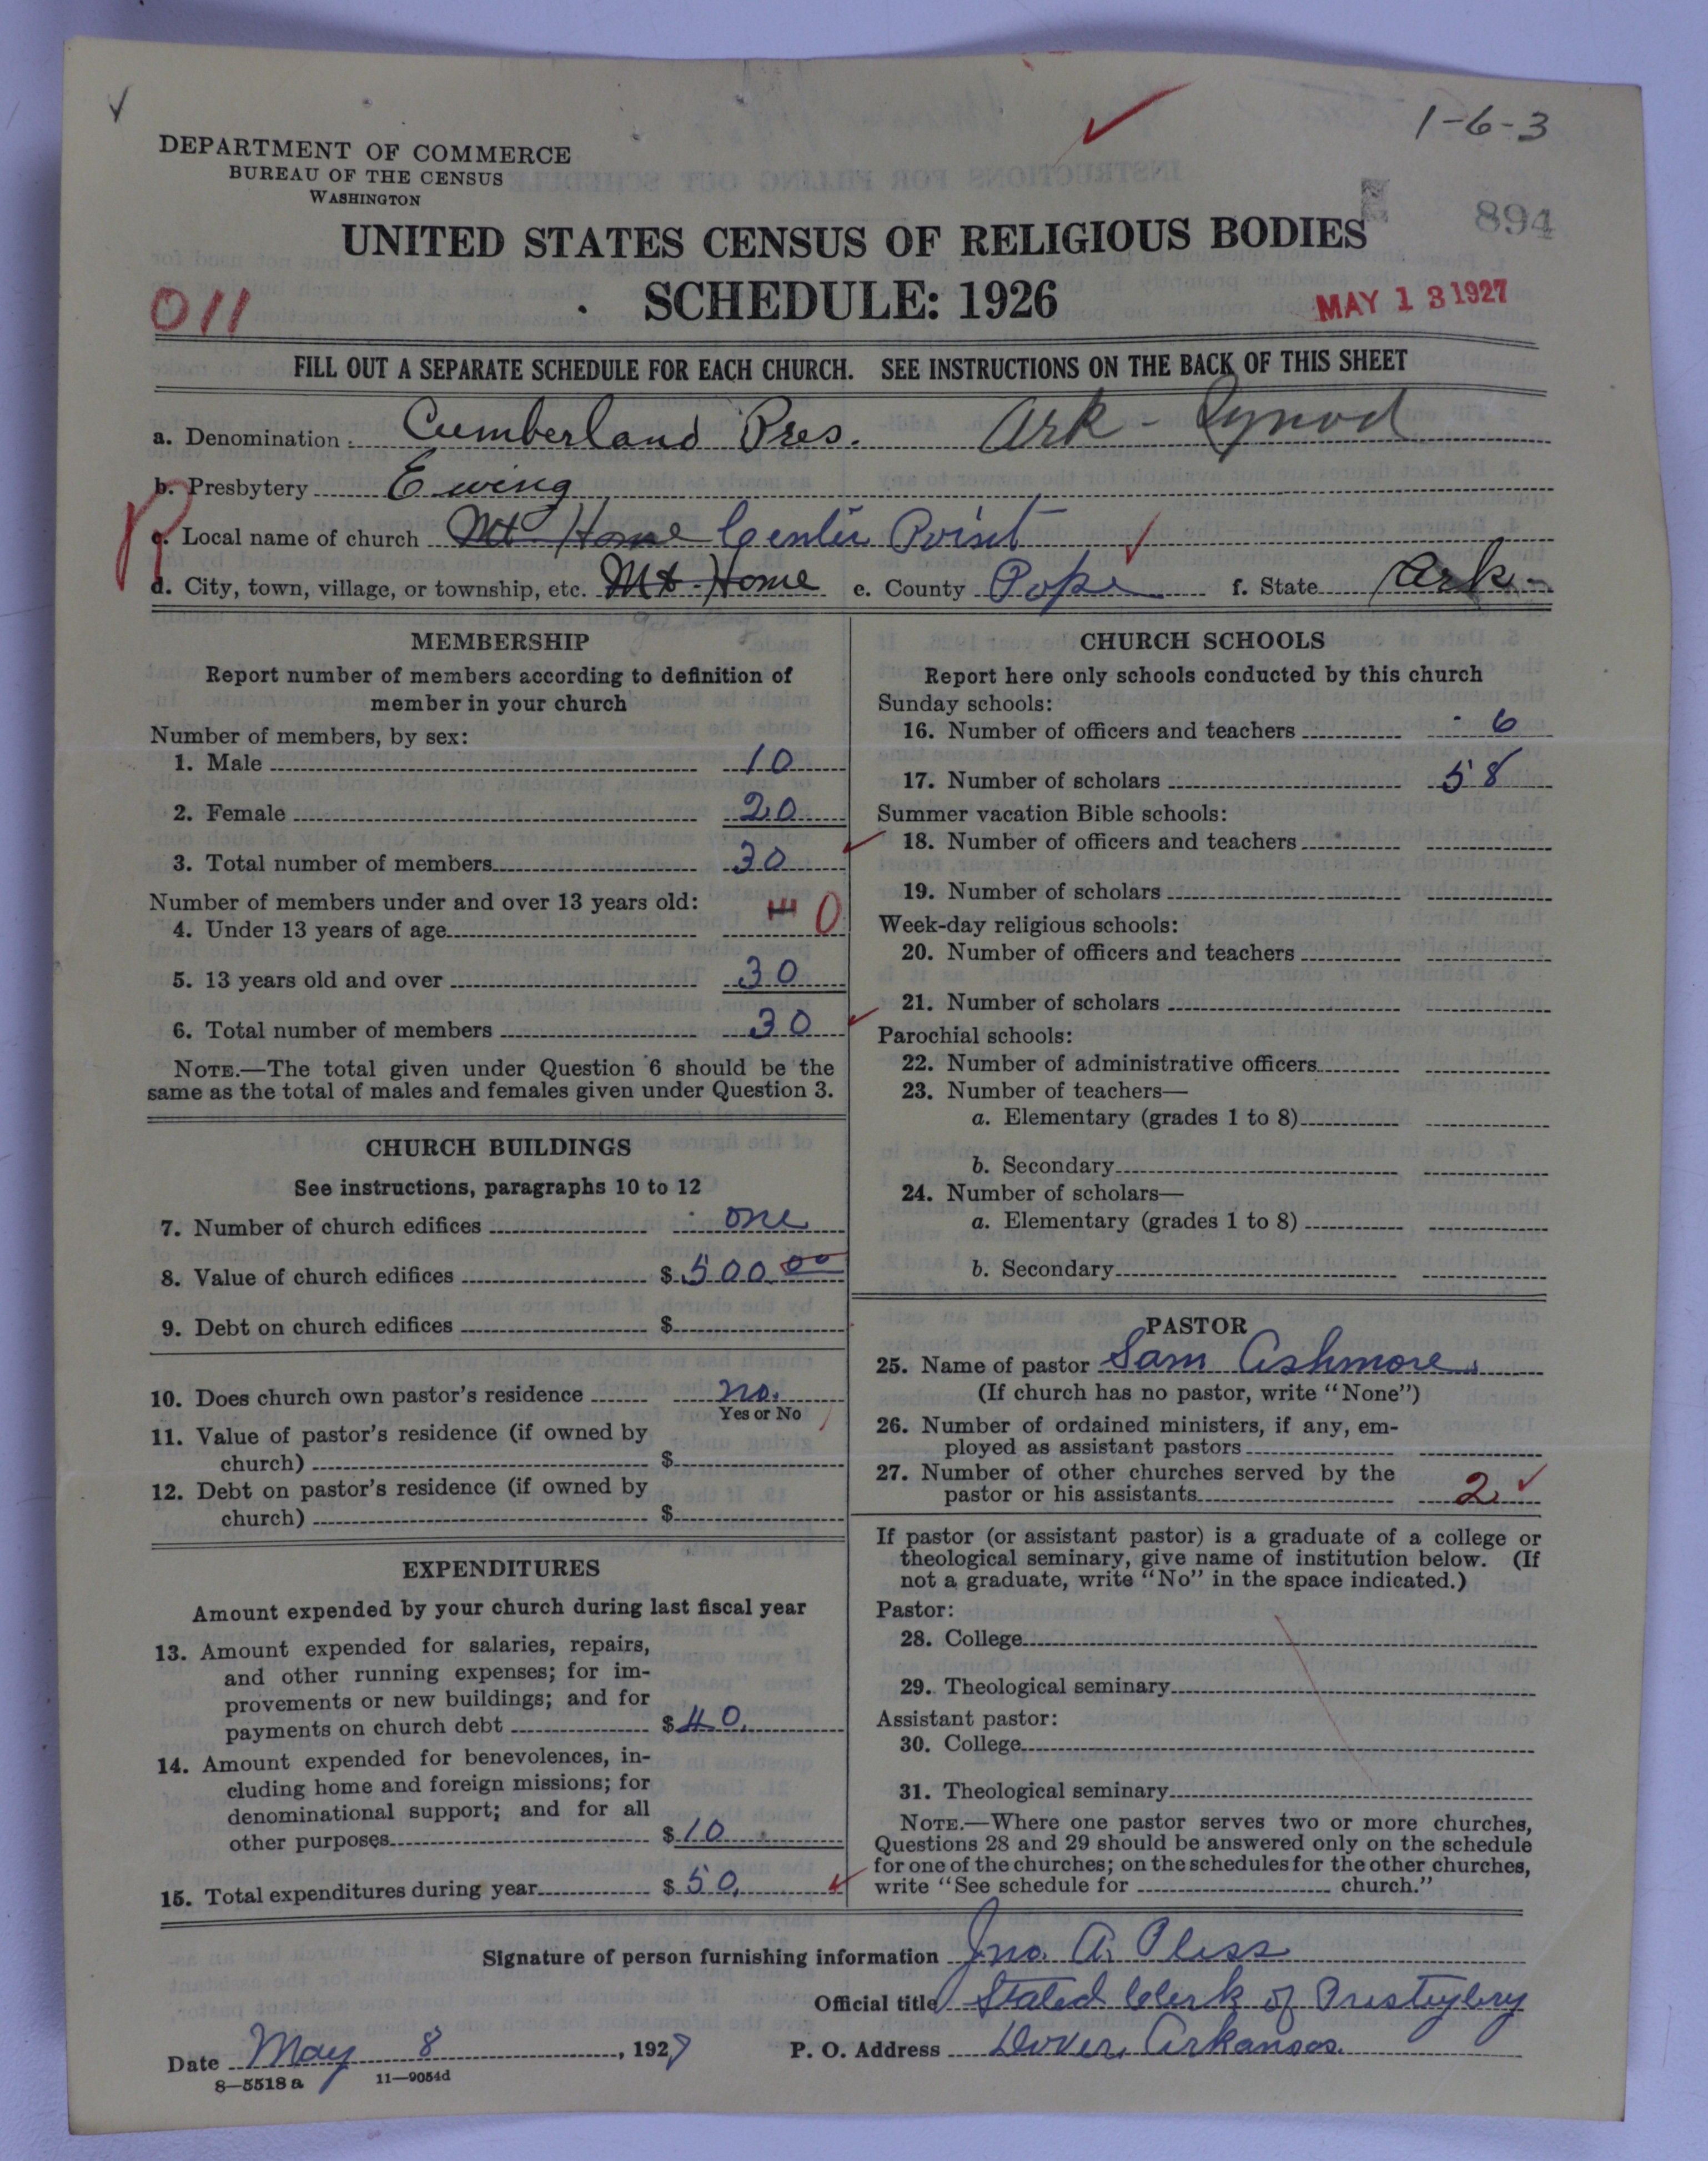 1-6-3
DEPARTMENT OF COMMERCE
BUREAU OF THE CENSUS
WASHINGTON
894
UNITED STATES CENSUS OF RELIGIOUS BODIES
SCHEDULE: 1926
011
MAY 13 1927
FILL OUT A SEPARATE SCHEDULE FOR EACH CHURCH. SEE INSTRUCTIONS ON THE BACK OF THIS SHEET
a. Denomination Cumberland Pres. Ark - Synod
b. Presbytery Ewing
R
c. Local name of church Mt. Home Center Point
d. City, town, village, or township, etc. Mt. Home e. County Pope f. State Ark-
MEMBERSHIP
Report number of members according to definition of
member in your church
Number of members, by sex:
1. Male 10
2. Female 20
3. Total number of members 30
Number of members under and over 13 years old:
4. Under 13 years of age 0
5. 13 years old and over 30
6. Total number of members 30
NOTE.—The total given under Question 6 should be the
same as the total of males and females given under Question 3.
CHURCH BUILDINGS
See instructions, paragraphs 10 to 12
7. Number of church edifices one
8. Value of church edifices $ 500 00
9. Debt on church edifices $
10. Does church own pastor's residence no.
Yes or No
11. Value of pastor's residence (if owned by
church) $
12. Debt on pastor's residence (if owned by
church) $
EXPENDITURES
Amount expended by your church during last fiscal year
13. Amount expended for salaries, repairs,
and other running expenses; for im-
provements or new buildings; and for
payments on church debt $ 40.
14. Amount expended for benevolences, in-
cluding home and foreign missions; for
denominational support; and for all
other purposes $ 10
15. Total expenditures during year $ 50.
CHURCH SCHOOLS
Report here only schools conducted by this church
Sunday schools:
16. Number of officers and teachers 6
17. Number of scholars 58
Summer vacation Bible schools:
18. Number of officers and teachers
19. Number of scholars
Week-day religious schools:
20. Number of officers and teachers
21. Number of scholars
Parochial schools:
22. Number of administrative officers
23. Number of teachers—
a. Elementary (grades 1 to 8)
b. Secondary
24. Number of scholars—
a. Elementary (grades 1 to 8)
b. Secondary
PASTOR
25. Name of pastor Sam Ashmore.
(If church has no pastor, write "None")
26. Number of ordained ministers, if any, em-
ployed as assistant pastors
27. Number of other churches served by the
pastor or his assistants 2
If pastor (or assistant pastor) is a graduate of a college or
theological seminary, give name of institution below. (If
not a graduate, write "No" in the space indicated.)
Pastor:
28. College
29. Theological seminary
Assistant pastor:
30. College
31. Theological seminary
NOTE.—Where one pastor serves two or more churches,
Questions 28 and 29 should be answered only on the schedule
for one of the churches; on the schedules for the other churches,
write "See schedule for church."
Signature of person furnishing information Jno. A. Pliss
Official title Stated Clerk of Prestybery
Date May 8, 1927 P. O. Address Dover, Arkansas.
8—5518 a 11—9054d